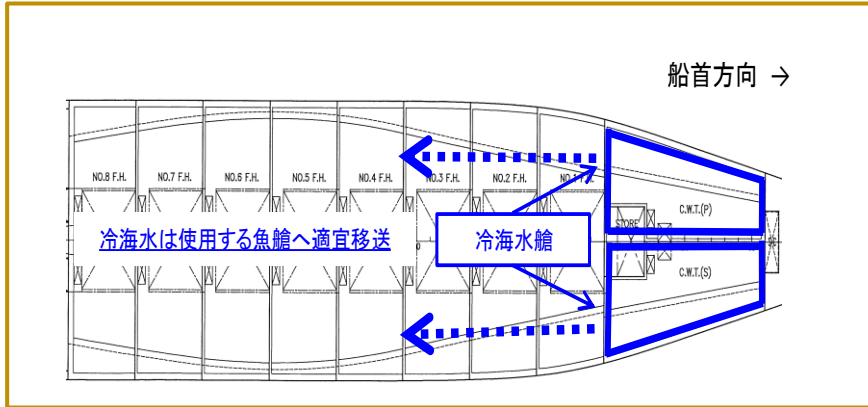 船首方向 →
NO.8 F.H.
NO.7 F.H.
NO.6 F.H.
NO.5 F.H.
NO.4 F.H.
NO.3 F.H.
NO.2 F.H.
NO.1
C.W.T.(P)
STORE
冷海水は使用する魚艙へ適宜移送
冷海水艙
C.W.T.(S)